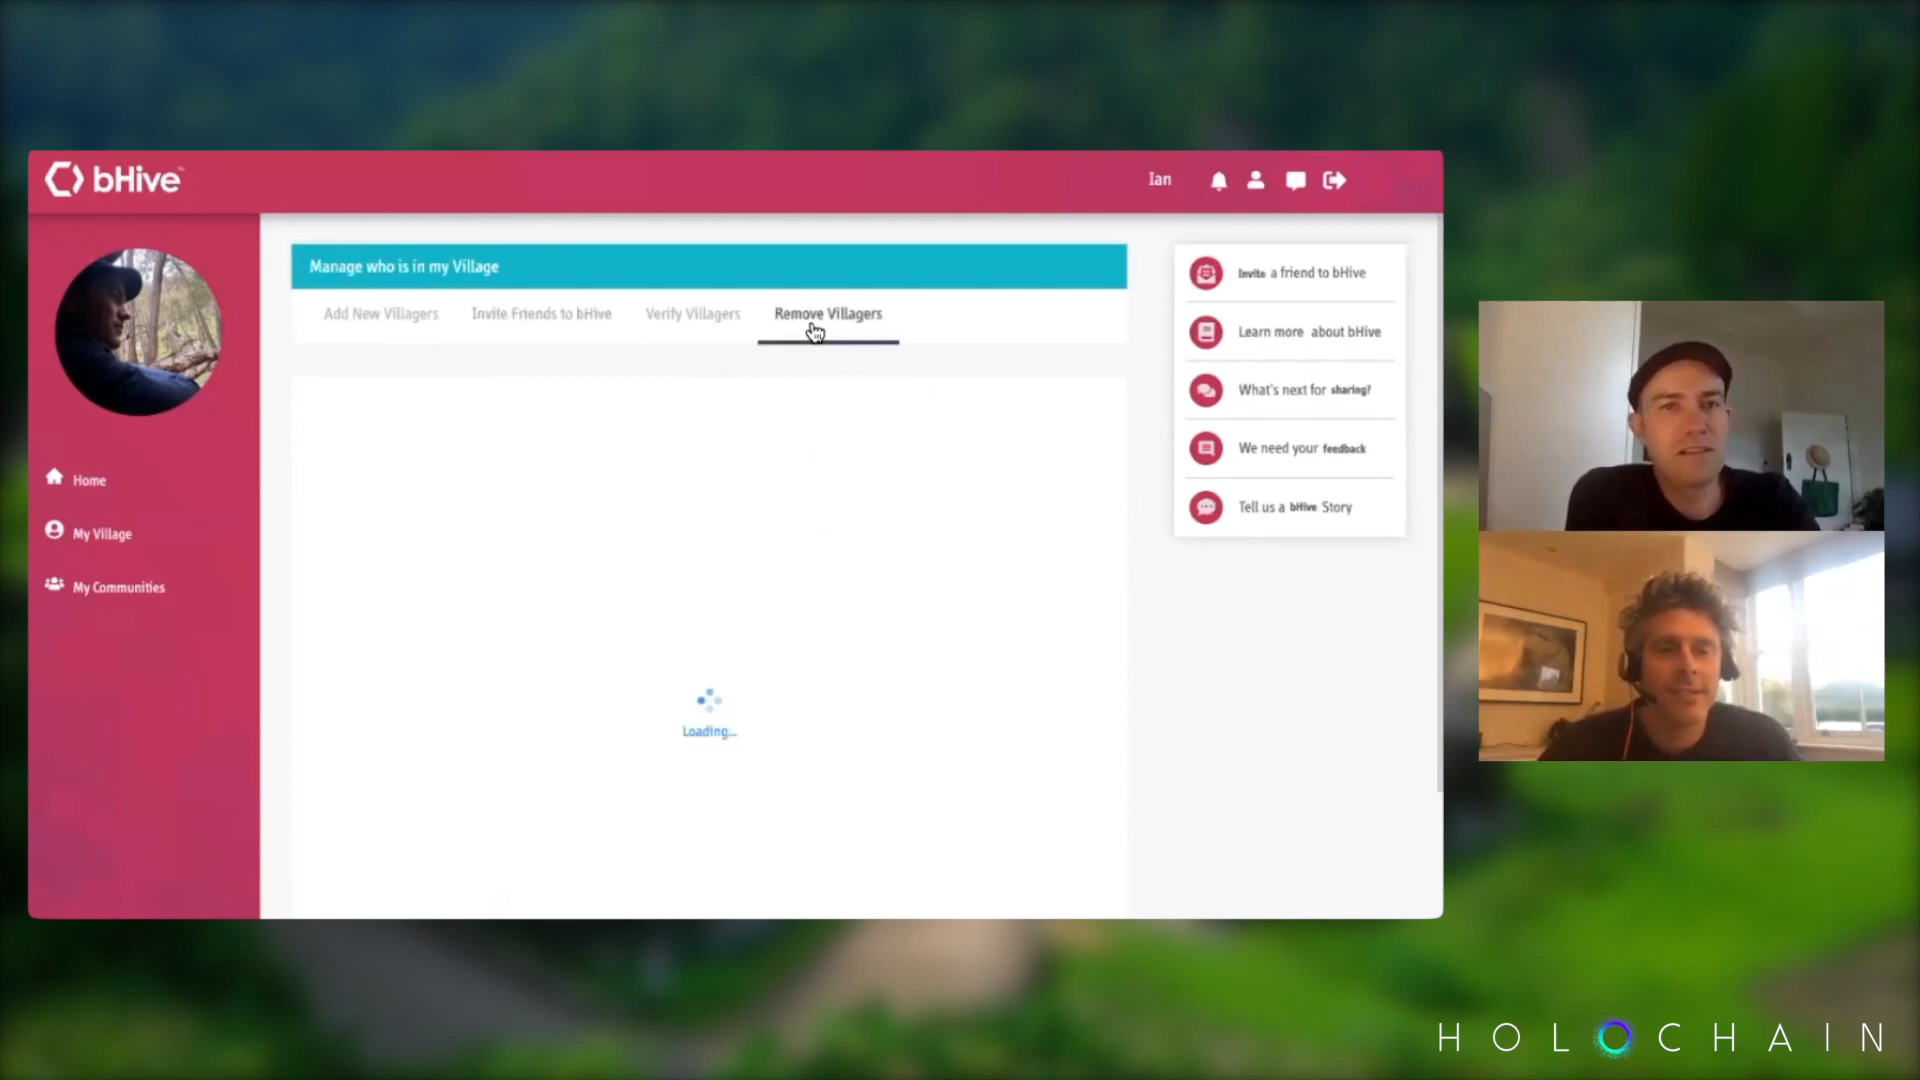 bHive
Ian
Home
My Village
My Communities
Manage who is in my Village
Add New Villagers
Invite Friends to bHive
Verify Villagers
Remove Villagers
Loading...
Invite a friend to bHive
Learn more about bHive
What's next for sharing?
We need your feedback
Tell us a bHive Story
HOLOCHAIN